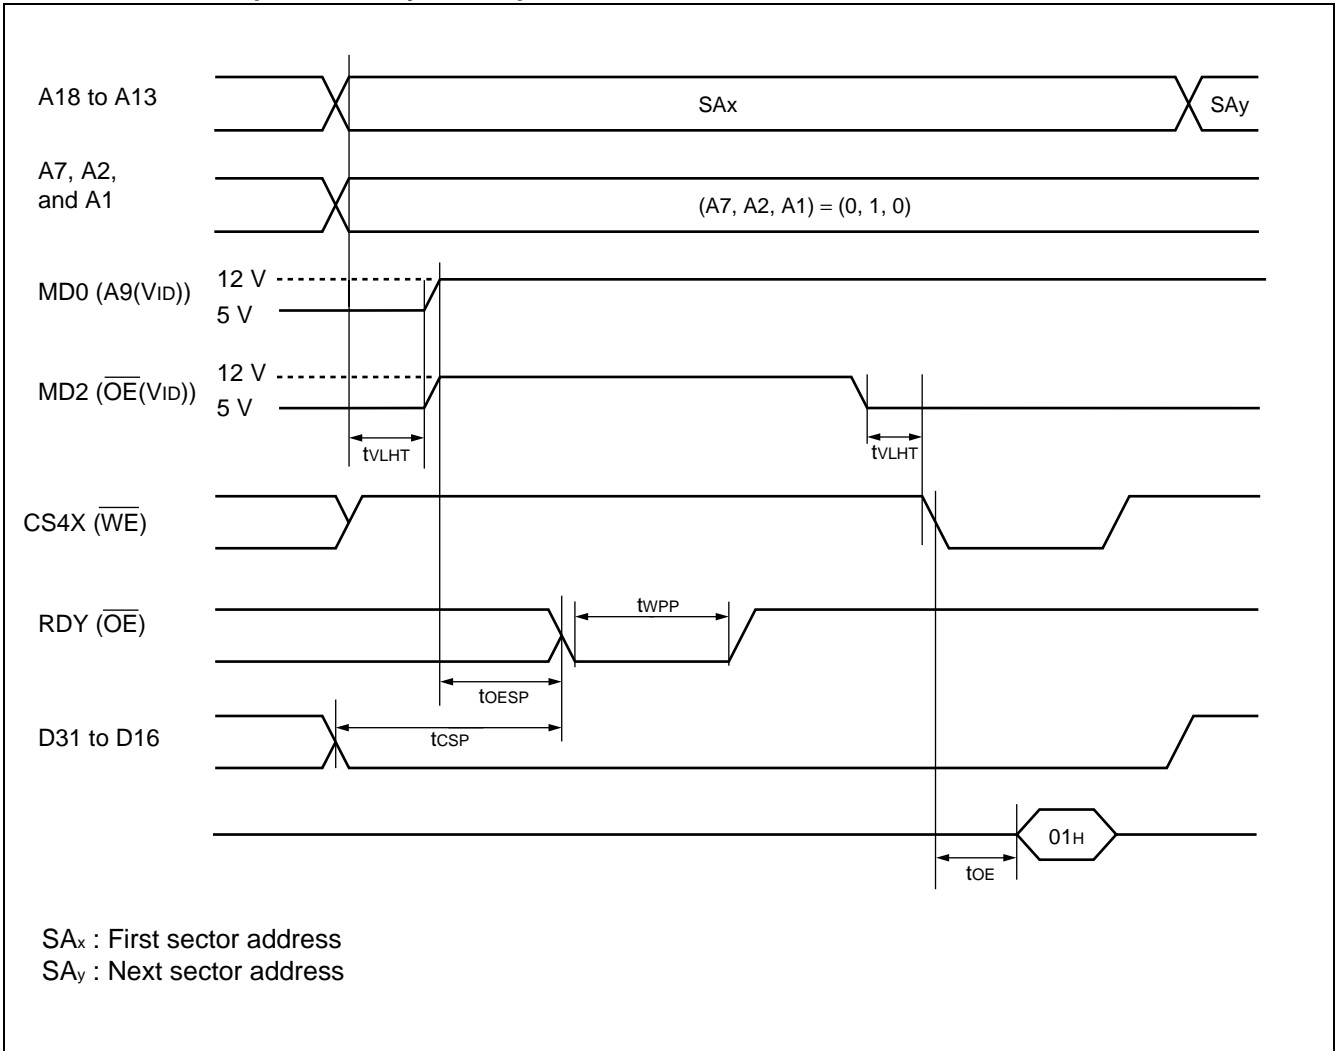 A18 to A13
SAx
SAy
A7, A2,
and A1
(A7, A2, A1) = (0, 1, 0)
MD0 (A9(VID))
12 V
5 V
MD2 (OE(VID))
12 V
5 V
tVLHT
tVLHT
CS4X (WE)
RDY (OE)
tWPP
tOESP
D31 to D16
tCSP
01H
tOE
SAx : First sector address
SAy : Next sector address